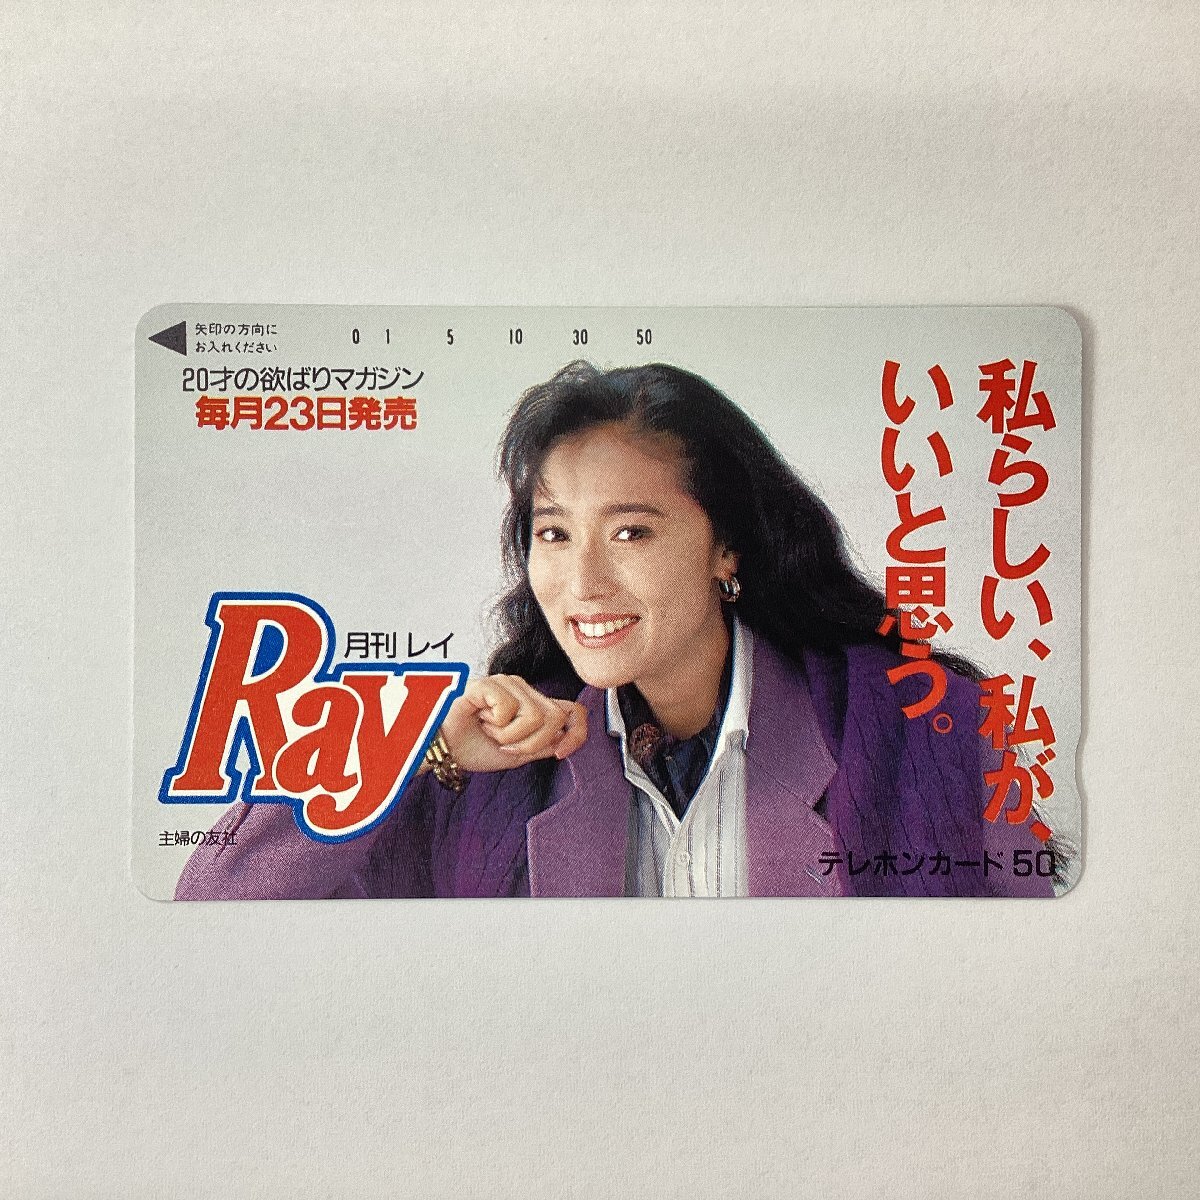 矢印の方向に
お入れください
0 1 5 10 30 50
20才の欲ばりマガジン
毎月23日発売
私らしい、私が、
いいと思う。
月刊 レイ
Ray
主婦の友社
テレホンカード 50